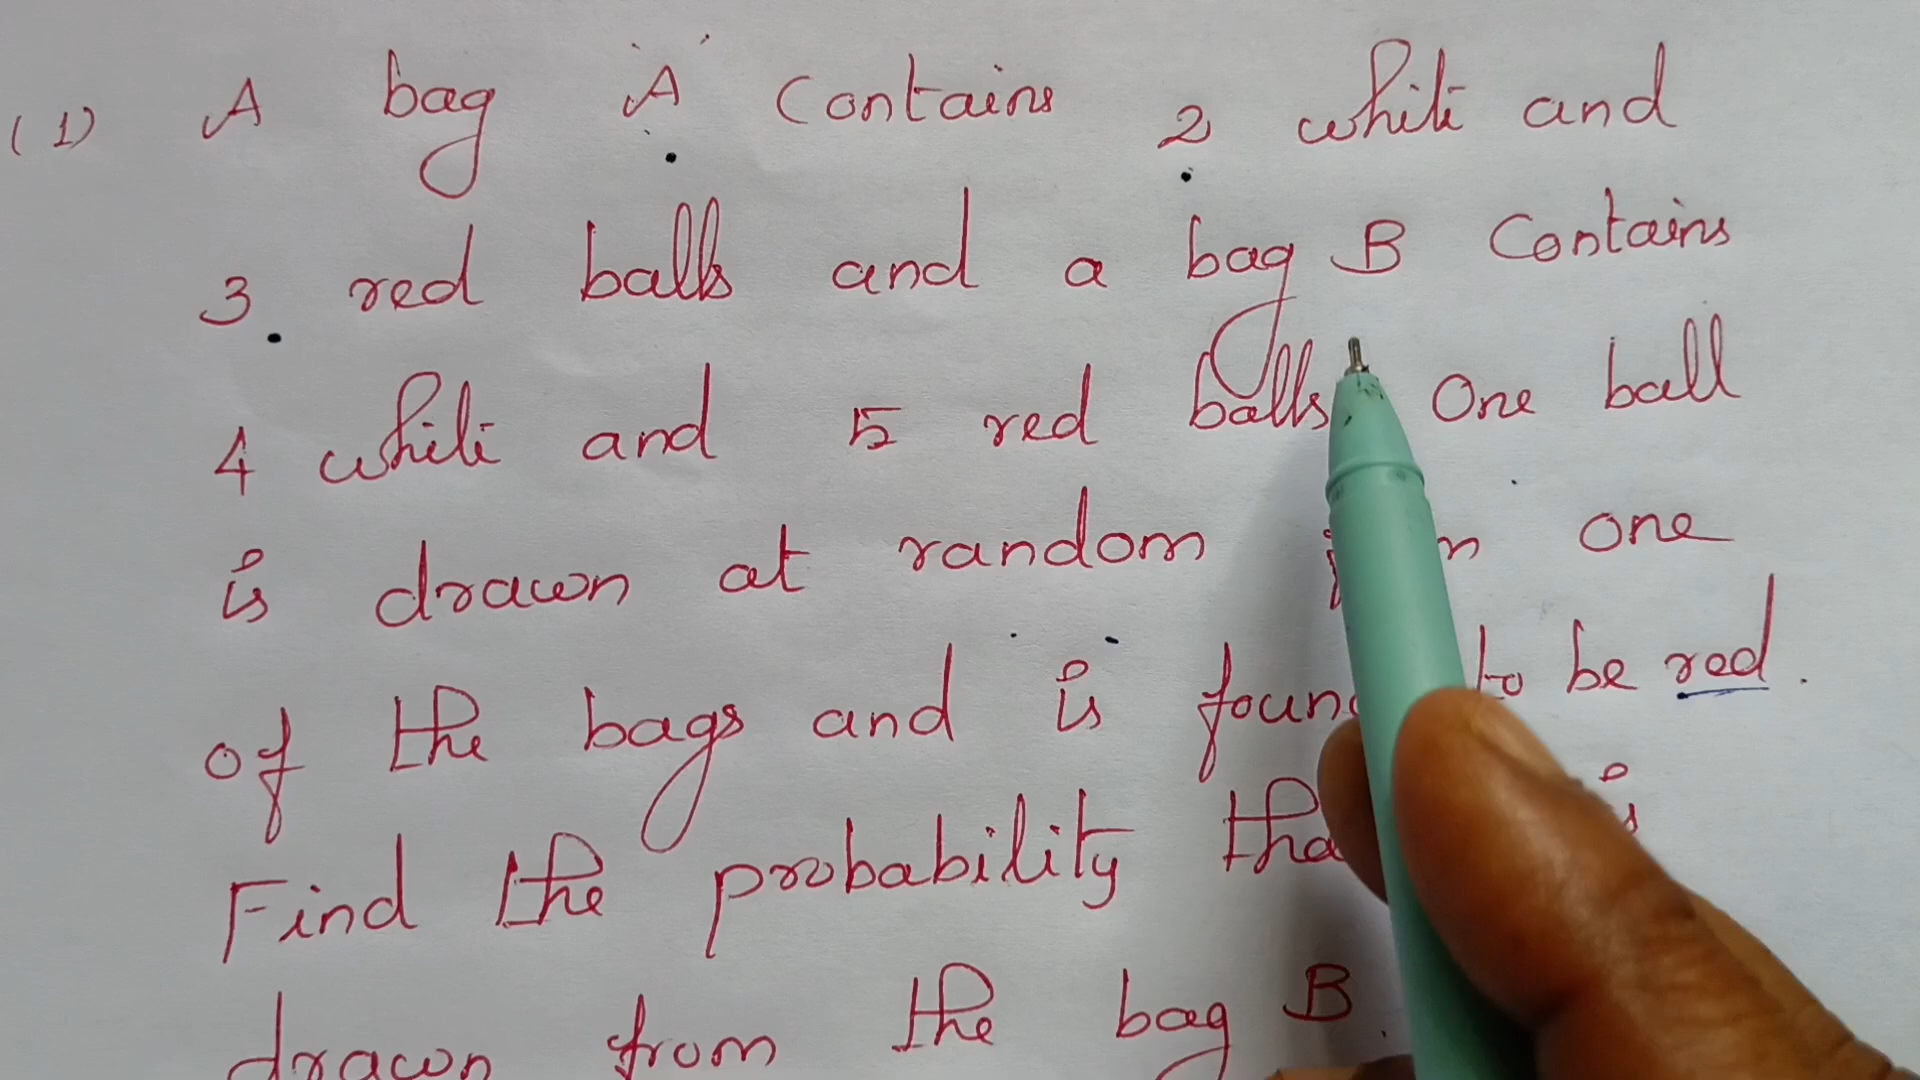 (1) A bag A Contains 2 white and
3 red balls and a bag B Contains
4 white and 5 red balls One ball
is drawn at random one
of the bags and is to be red.
Find the probability
drawn from the bag B.